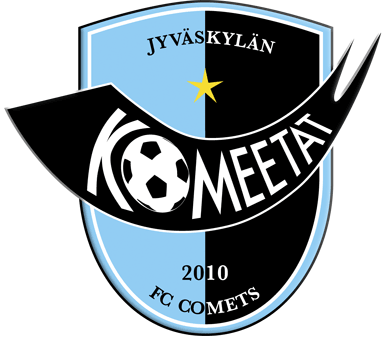 JYVÄSKYLÄN
KOMEETAT
2010
FC COMETS